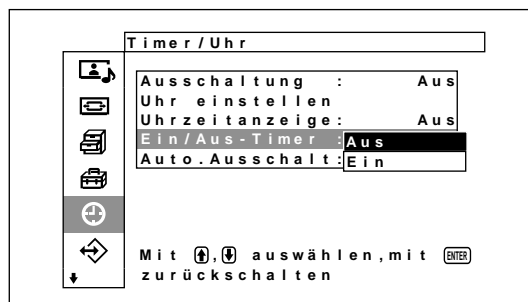 Timer/Uhr
Ausschaltung : Aus
Uhr einstellen
Uhrzeitanzeige: Aus
Ein/Aus-Timer :Aus
Auto.Ausschalt:Ein
Mit ↑,↓ auswählen,mit ENTER
zurückschalten